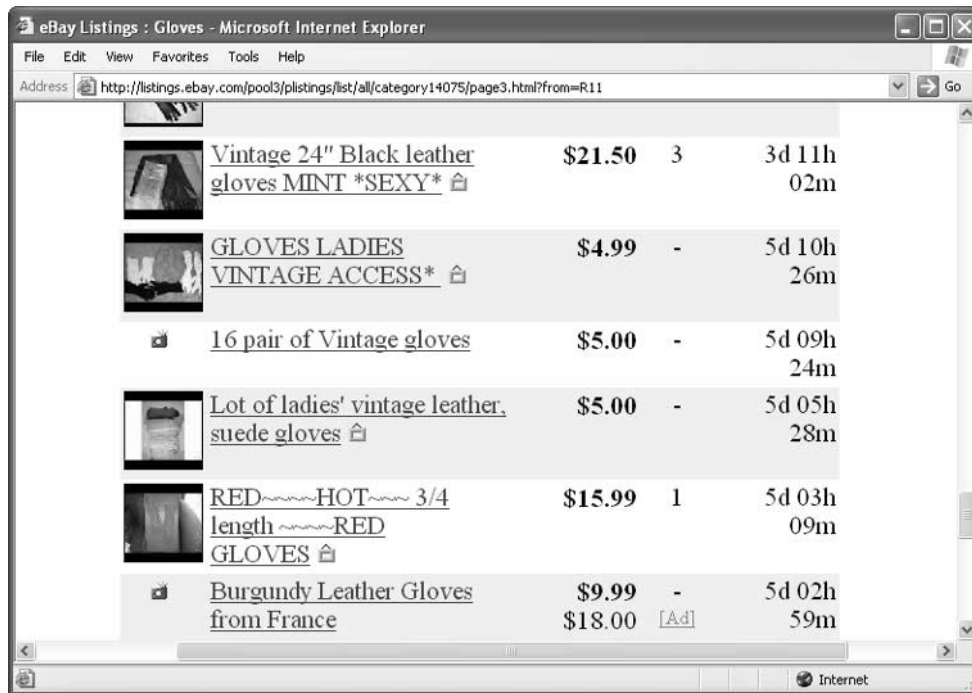 eBay Listings : Gloves - Microsoft Internet Explorer
File Edit View Favorites Tools Help
Address http://listings.ebay.com/pool3/plistings/list/all/category14075/page3.html?from=R11 Go
Vintage 24" Black leather $21.50 3 3d 11h
gloves MINT *SEXY* 02m
GLOVES LADIES $4.99 - 5d 10h
VINTAGE ACCESS* 26m
16 pair of Vintage gloves $5.00 - 5d 09h
24m
Lot of ladies' vintage leather, $5.00 - 5d 05h
suede gloves 28m
RED~~~~HOT~~~ 3/4 $15.99 1 5d 03h
length ~~~~RED 09m
GLOVES
Burgundy Leather Gloves $9.99 - 5d 02h
from France $18.00 [Ad] 59m
Internet